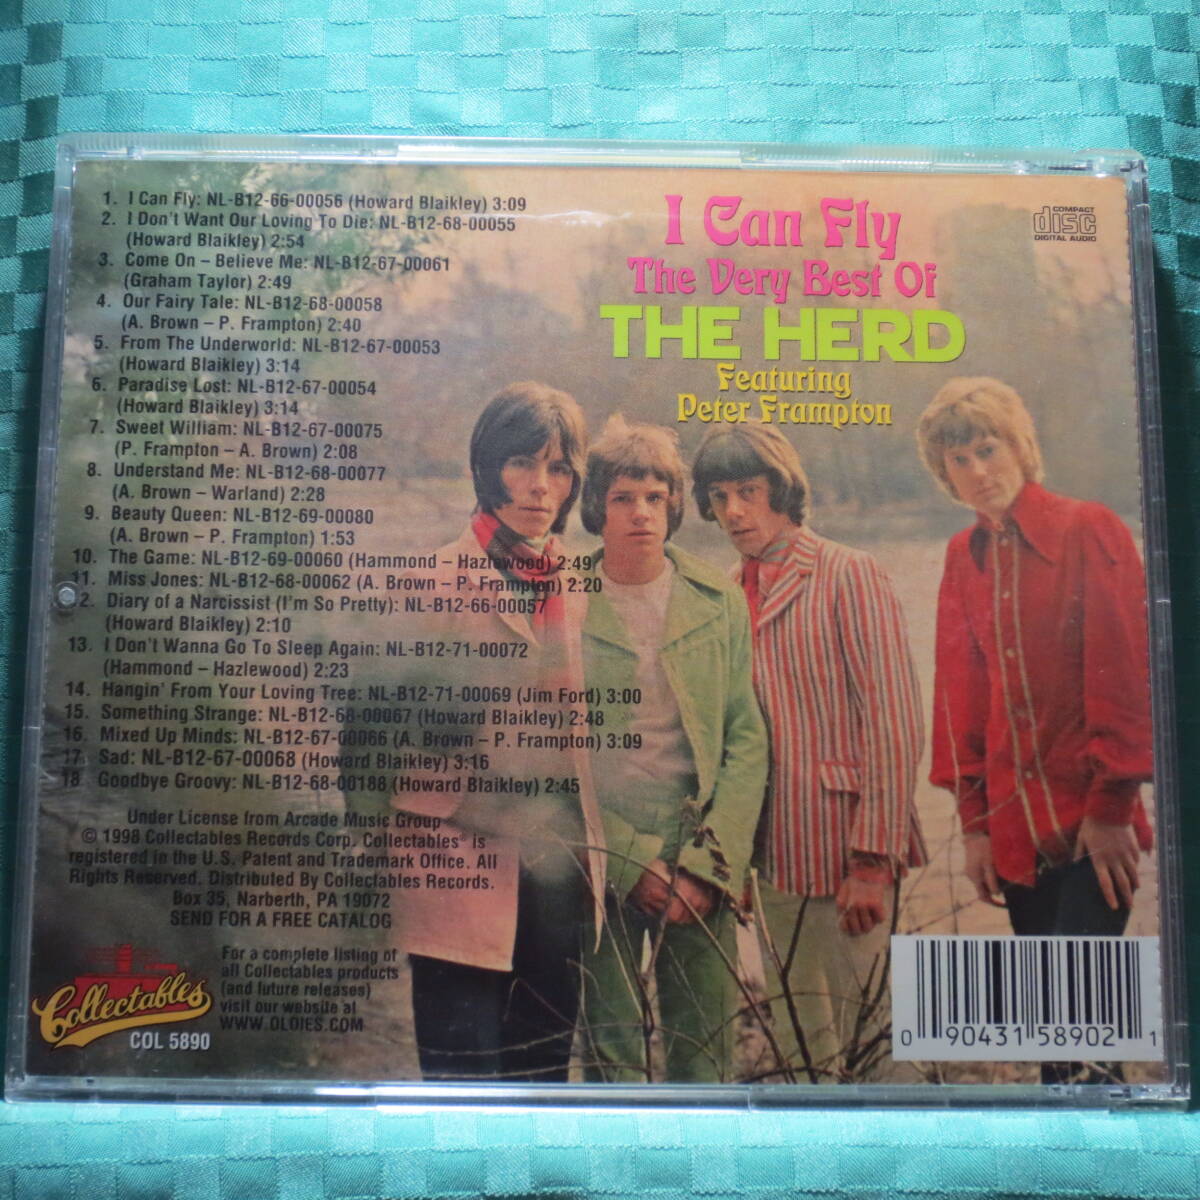 1. I Can Fly: NL-B12-66-00056 (Howard Blaikley) 3:09
2. I Don't Want Our Loving To Die: NL-B12-68-00055
(Howard Blaikley) 2:54
3. Come On – Believe Me: NL-B12-67-00061
(Graham Taylor) 2:49
4. Our Fairy Tale: NL-B12-68-00058
(A. Brown – P. Frampton) 2:40
5. From The Underworld: NL-B12-67-00053
(Howard Blaikley) 3:14
6. Paradise Lost: NL-B12-67-00054
(Howard Blaikley) 3:14
7. Sweet William: NL-B12-67-00075
(P. Frampton – A. Brown) 2:08
8. Understand Me: NL-B12-68-00077
(A. Brown – Warland) 2:28
9. Beauty Queen: NL-B12-69-00080
(A. Brown – P. Frampton) 1:53
10. The Game: NL-B12-69-00060 (Hammond – Hazlewood) 2:49
11. Miss Jones: NL-B12-68-00062 (A. Brown – P. Frampton) 2:20
2. Diary of a Narcissist (I'm So Pretty): NL-B12-66-00057
(Howard Blaikley) 2:10
13. I Don't Wanna Go To Sleep Again: NL-B12-71-00072
(Hammond – Hazlewood) 2:23
14. Hangin' From Your Loving Tree: NL-B12-71-00069 (Jim Ford) 3:00
15. Something Strange: NL-B12-68-00067 (Howard Blaikley) 2:48
16. Mixed Up Minds: NL-B12-67-00066 (A. Brown – P. Frampton) 3:09
17. Sad: NL-B12-67-00068 (Howard Blaikley) 3:16
18. Goodbye Groovy: NL-B12-68-00188 (Howard Blaikley) 2:45
Under License from Arcade Music Group
© 1998 Collectables Records Corp. Collectables® is
registered in the U.S. Patent and Trademark Office. All
Rights Reserved. Distributed By Collectables Records.
Box 35, Narberth, PA 19072
SEND FOR A FREE CATALOG
Collectables
COL 5890
For a complete listing of
all Collectables products
(and future releases)
visit our website at
WWW.OLDIES.COM
I Can Fly
The Very Best Of
THE HERD
Featuring
Peter Frampton
COMPACT
disc
DIGITAL AUDIO
0 90431 58902 1